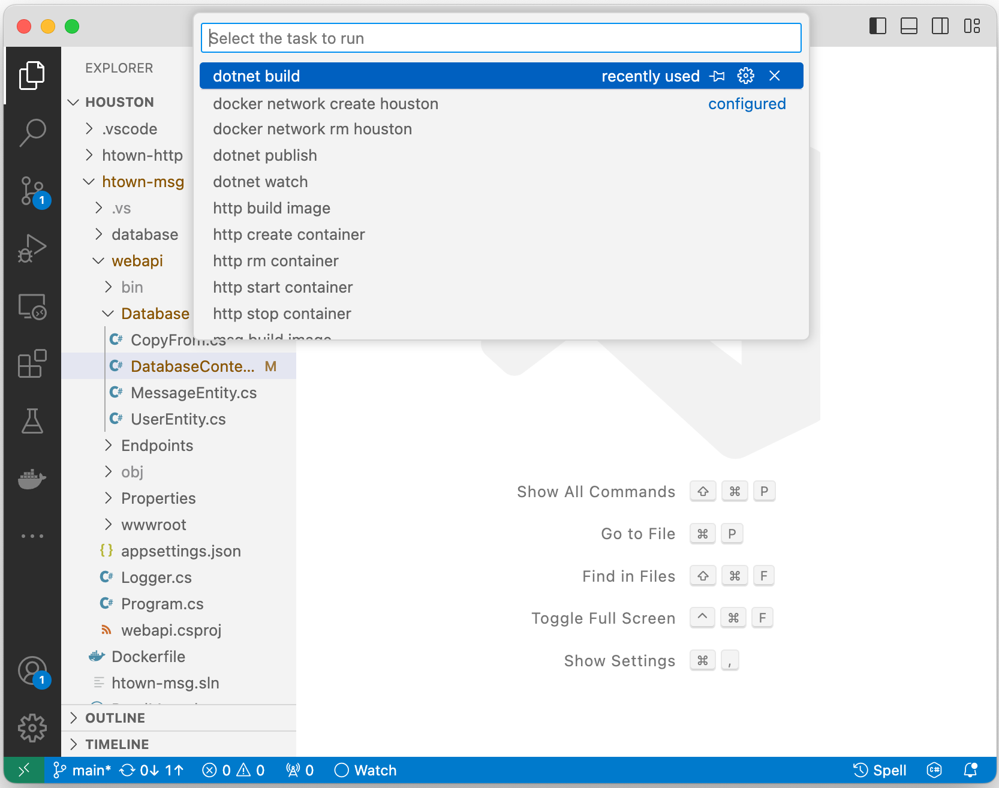 Select the task to run
dotnet build recently used
docker network create houston configured
docker network rm houston
dotnet publish
dotnet watch
http build image
http create container
http rm container
http start container
http stop container
msg build image
EXPLORER
HOUSTON
.vscode
htown-http
htown-msg
.vs
database
webapi
bin
Database
CopyFrom.cs
DatabaseConte... M
MessageEntity.cs
UserEntity.cs
Endpoints
obj
Properties
wwwroot
{} appsettings.json
C# Logger.cs
C# Program.cs
webapi.csproj
Dockerfile
htown-msg.sln
OUTLINE
TIMELINE
1
1
Show All Commands ⇧ ⌘ P
Go to File ⌘ P
Find in Files ⇧ ⌘ F
Toggle Full Screen ^ ⌘ F
Show Settings ⌘ ,
main* 0↓ 1↑ 0 0 0 Watch Spell C#